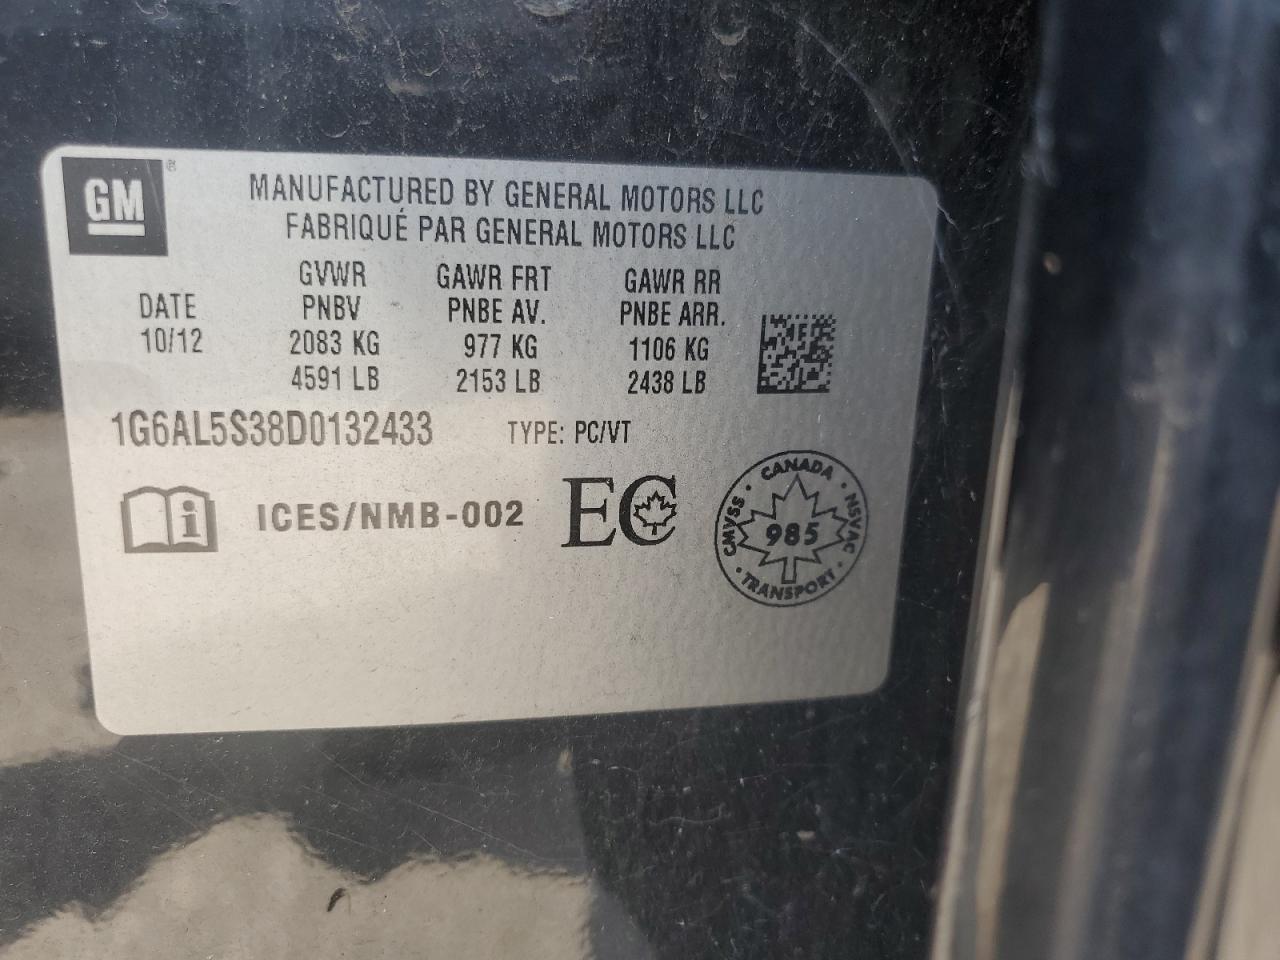 GM ®
MANUFACTURED BY GENERAL MOTORS LLC
FABRIQUÉ PAR GENERAL MOTORS LLC
GVWR GAWR FRT GAWR RR
DATE PNBV PNBE AV. PNBE ARR.
10/12 2083 KG 977 KG 1106 KG
4591 LB 2153 LB 2438 LB
1G6AL5S38D0132433 TYPE: PC/VT
i ICES/NMB-002 EC
CANADA
CMVSS 985 NSVAC
TRANSPORT